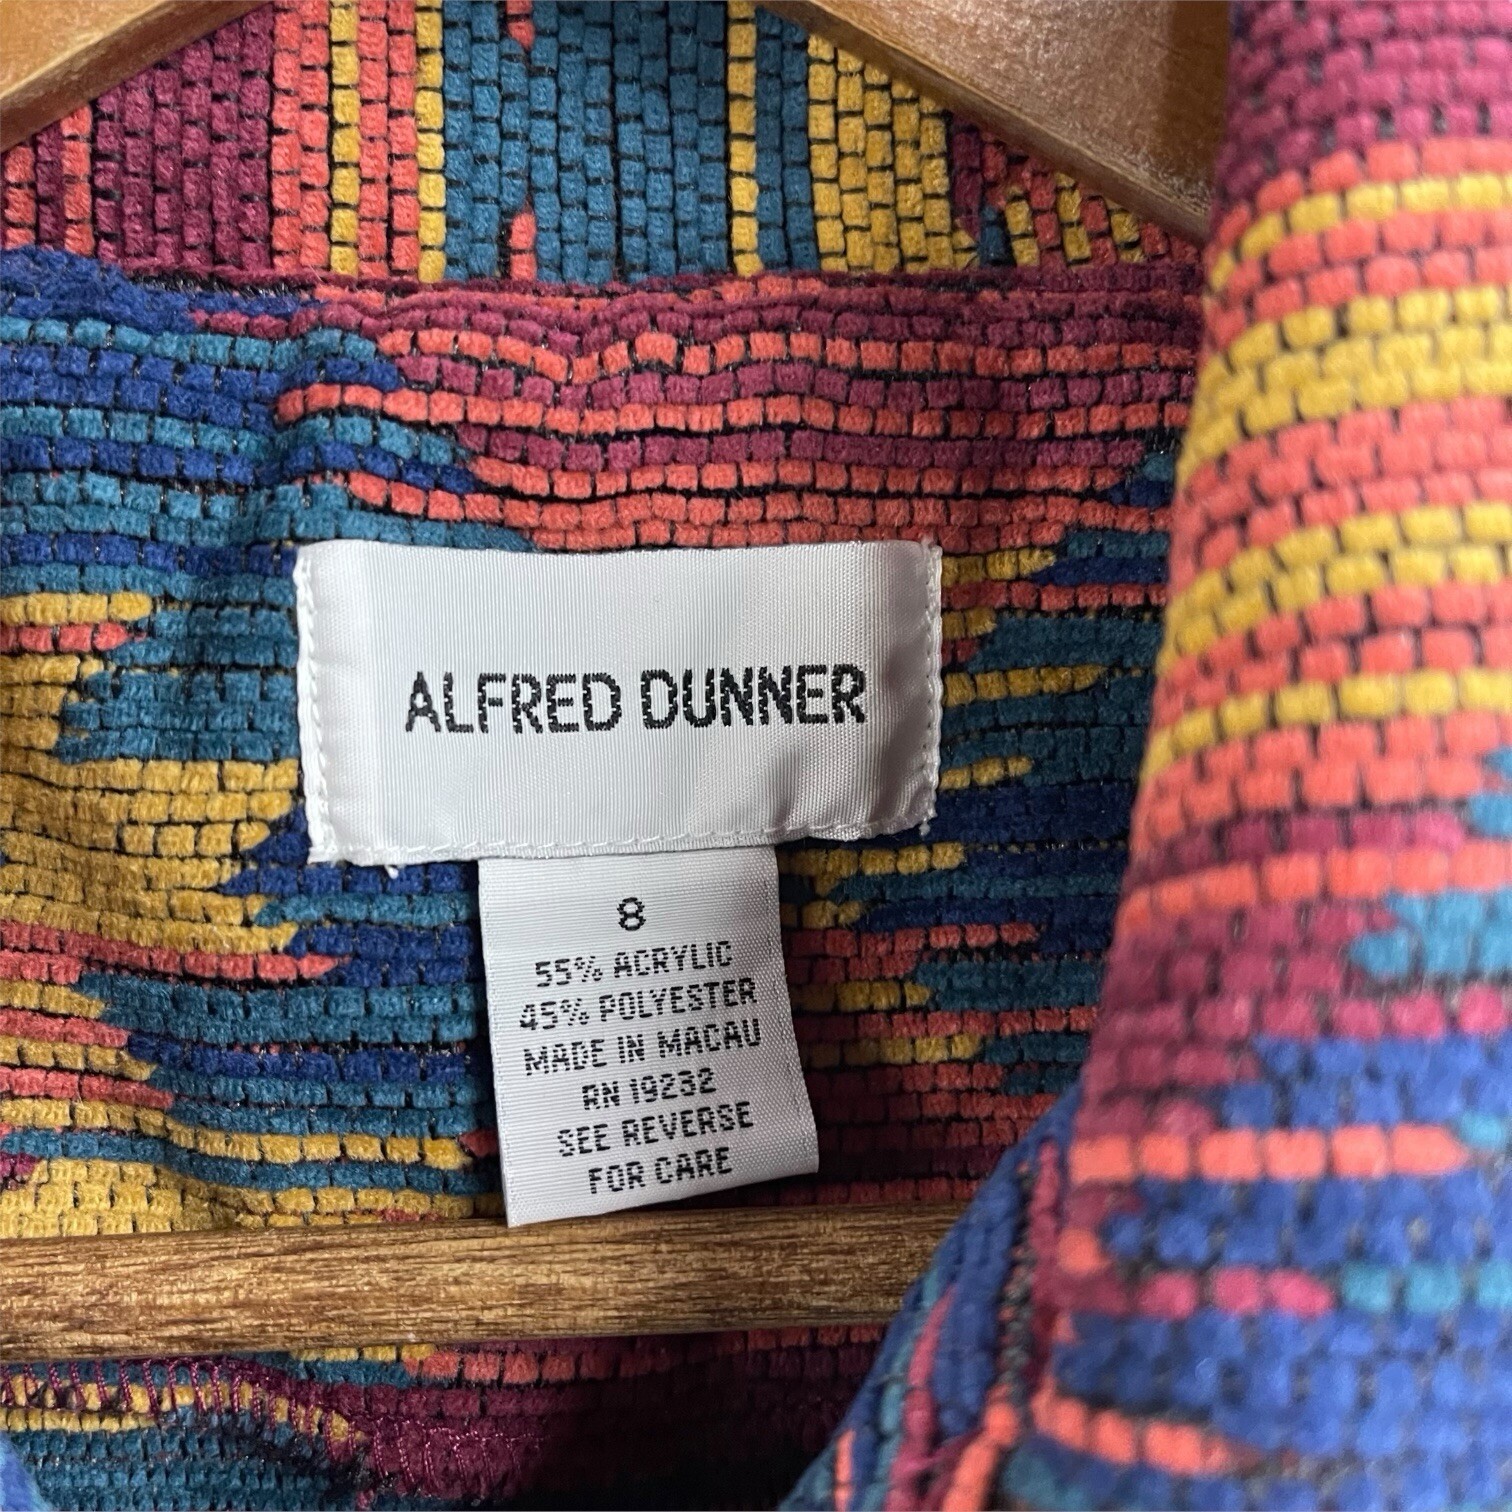 ALFRED DUNNER
8
55% ACRYLIC
45% POLYESTER
MADE IN MACAU
RN 19232
SEE REVERSE
FOR CARE